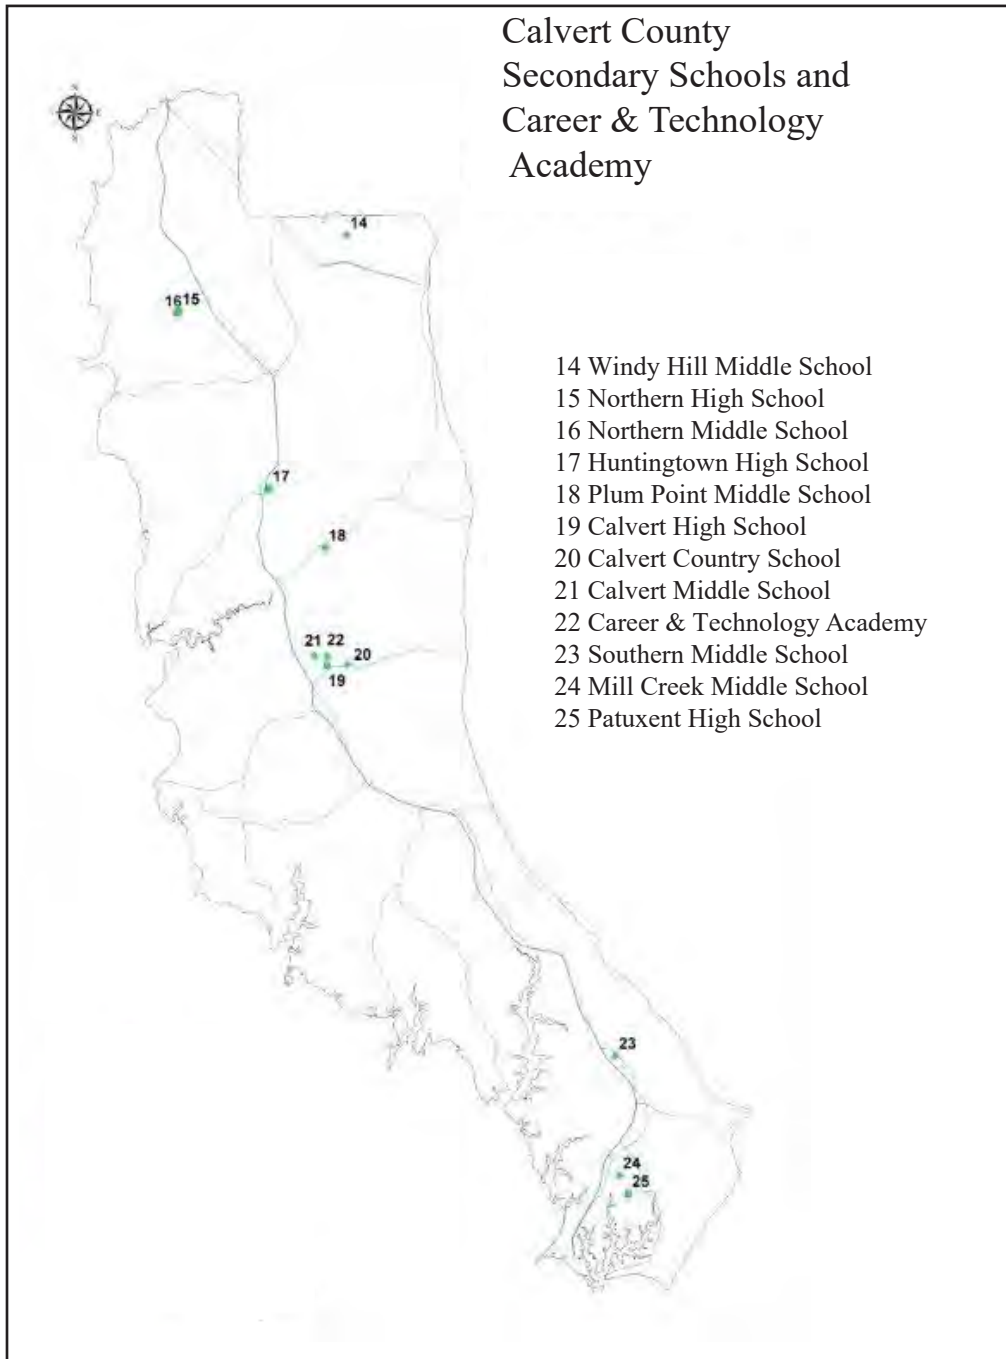 Calvert County
Secondary Schools and
Career & Technology
Academy
N
E
S
14
16 15
17
18
21 22
20
19
23
24
25
14 Windy Hill Middle School
15 Northern High School
16 Northern Middle School
17 Huntingtown High School
18 Plum Point Middle School
19 Calvert High School
20 Calvert Country School
21 Calvert Middle School
22 Career & Technology Academy
23 Southern Middle School
24 Mill Creek Middle School
25 Patuxent High School